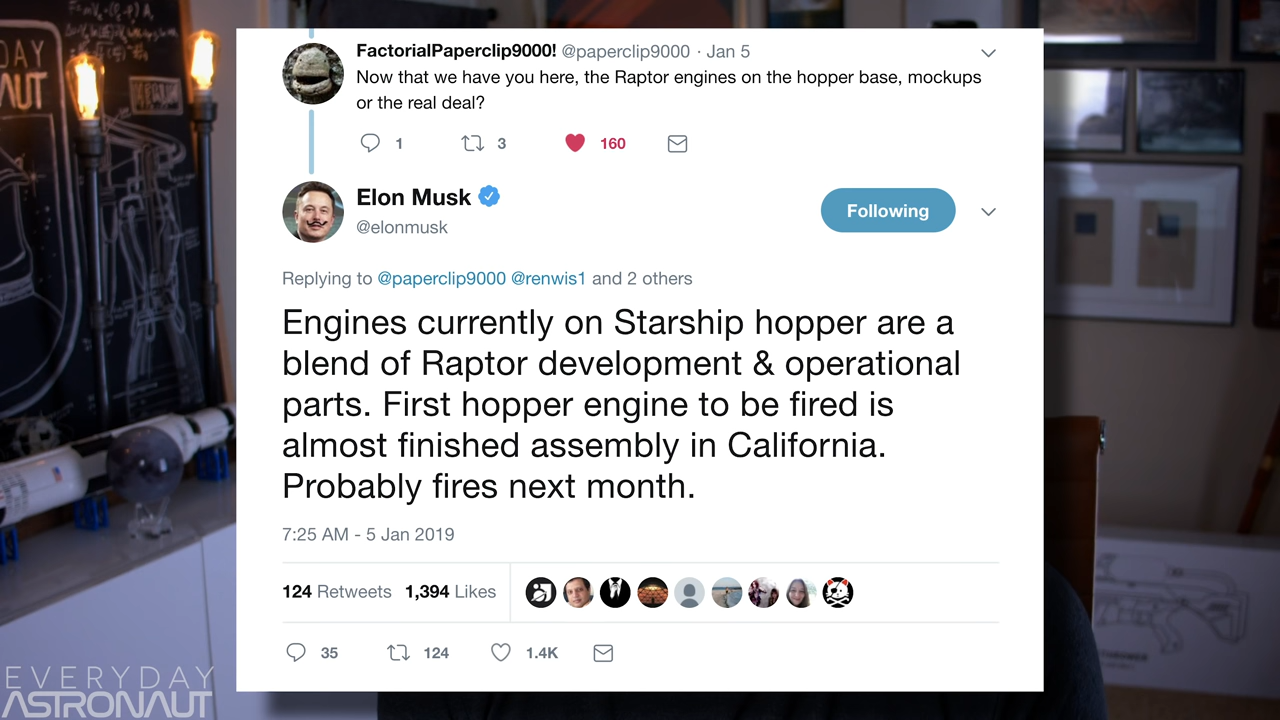 FactorialPaperclip9000! @paperclip9000 · Jan 5
Now that we have you here, the Raptor engines on the hopper base, mockups
or the real deal?
1 3 160
Elon Musk
@elonmusk
Following
Replying to @paperclip9000 @renwis1 and 2 others
Engines currently on Starship hopper are a
blend of Raptor development & operational
parts. First hopper engine to be fired is
almost finished assembly in California.
Probably fires next month.
7:25 AM - 5 Jan 2019
124 Retweets 1,394 Likes
35 124 1.4K
DAY
AUT
EVERYDAY
ASTRONAUT